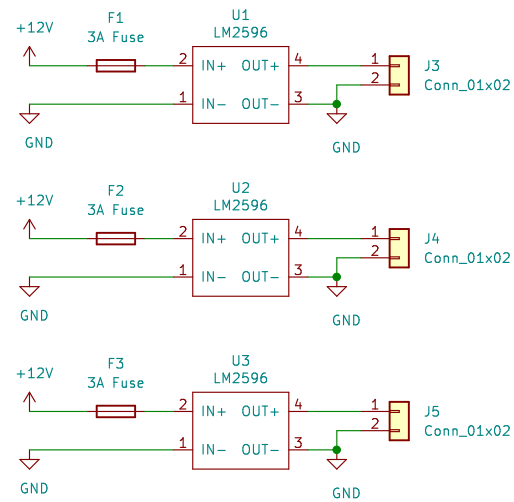 +12V
F1
3A Fuse
U1
LM2596
2 IN+ OUT+ 4
1 IN- OUT- 3
1
2
J3
Conn_01x02
GND
GND
+12V
F2
3A Fuse
U2
LM2596
2 IN+ OUT+ 4
1 IN- OUT- 3
1
2
J4
Conn_01x02
GND
GND
+12V
F3
3A Fuse
U3
LM2596
2 IN+ OUT+ 4
1 IN- OUT- 3
1
2
J5
Conn_01x02
GND
GND